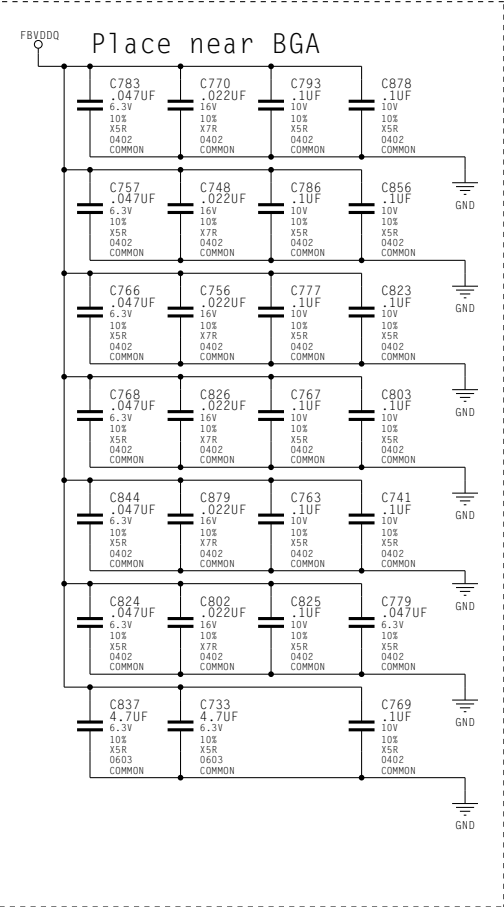 FBVDDQ
Place near BGA
C783 C770 C793 C878
.047UF .022UF .1UF .1UF
6.3V 16V 10V 10V
10% 10% 10% 10%
X5R X7R X5R X5R
0402 0402 0402 0402
COMMON COMMON COMMON COMMON
GND
C757 C748 C786 C856
.047UF .022UF .1UF .1UF
6.3V 16V 10V 10V
10% 10% 10% 10%
X5R X7R X5R X5R
0402 0402 0402 0402
COMMON COMMON COMMON COMMON
GND
C766 C756 C777 C823
.047UF .022UF .1UF .1UF
6.3V 16V 10V 10V
10% 10% 10% 10%
X5R X7R X5R X5R
0402 0402 0402 0402
COMMON COMMON COMMON COMMON
GND
C768 C826 C767 C803
.047UF .022UF .1UF .1UF
6.3V 16V 10V 10V
10% 10% 10% 10%
X5R X7R X5R X5R
0402 0402 0402 0402
COMMON COMMON COMMON COMMON
GND
C844 C879 C763 C741
.047UF .022UF .1UF .1UF
6.3V 16V 10V 10V
10% 10% 10% 10%
X5R X7R X5R X5R
0402 0402 0402 0402
COMMON COMMON COMMON COMMON
GND
C824 C802 C825 C779
.047UF .022UF .1UF .047UF
6.3V 16V 10V 6.3V
10% 10% 10% 10%
X5R X7R X5R X5R
0402 0402 0402 0402
COMMON COMMON COMMON COMMON
GND
C837 C733 C769
4.7UF 4.7UF .1UF
6.3V 6.3V 10V
10% 10% 10%
X5R X5R X5R
0603 0603 0402
COMMON COMMON COMMON
GND